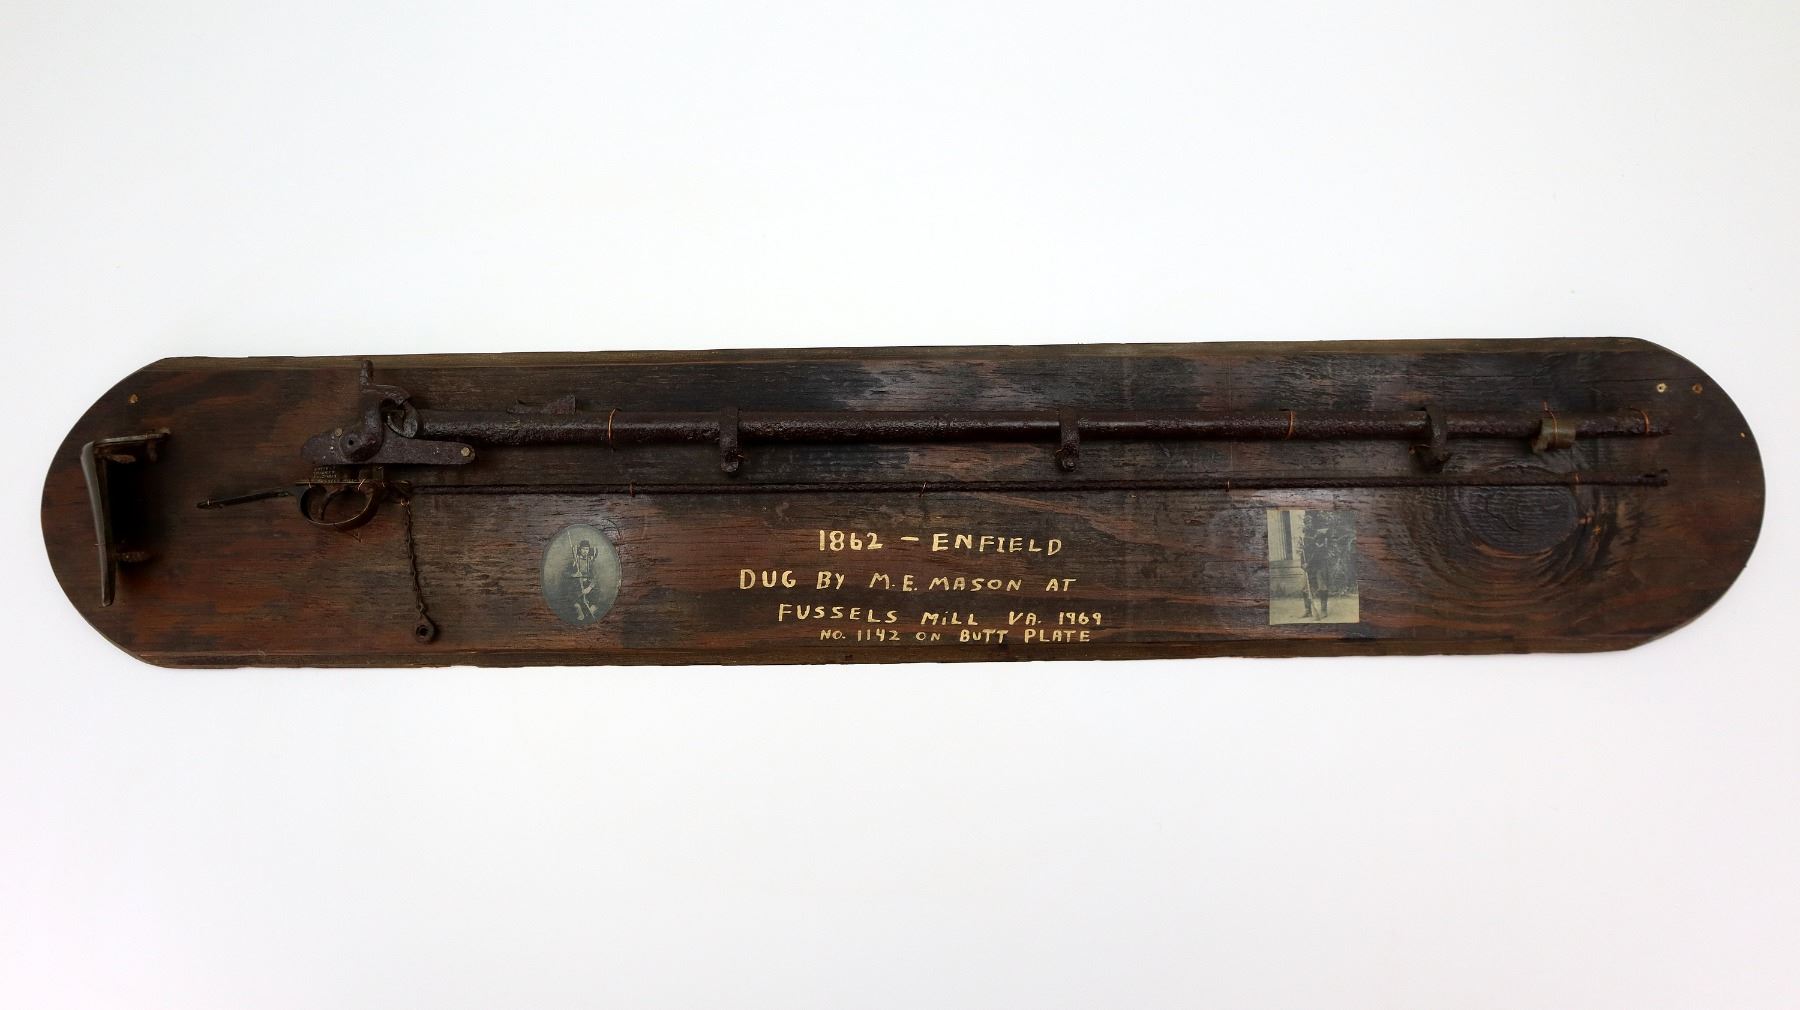 1862 - ENFIELD
DUG BY M.E. MASON AT
FUSSELS MiLL VA. 1969
NO. 1142 ON BUTT PLATE